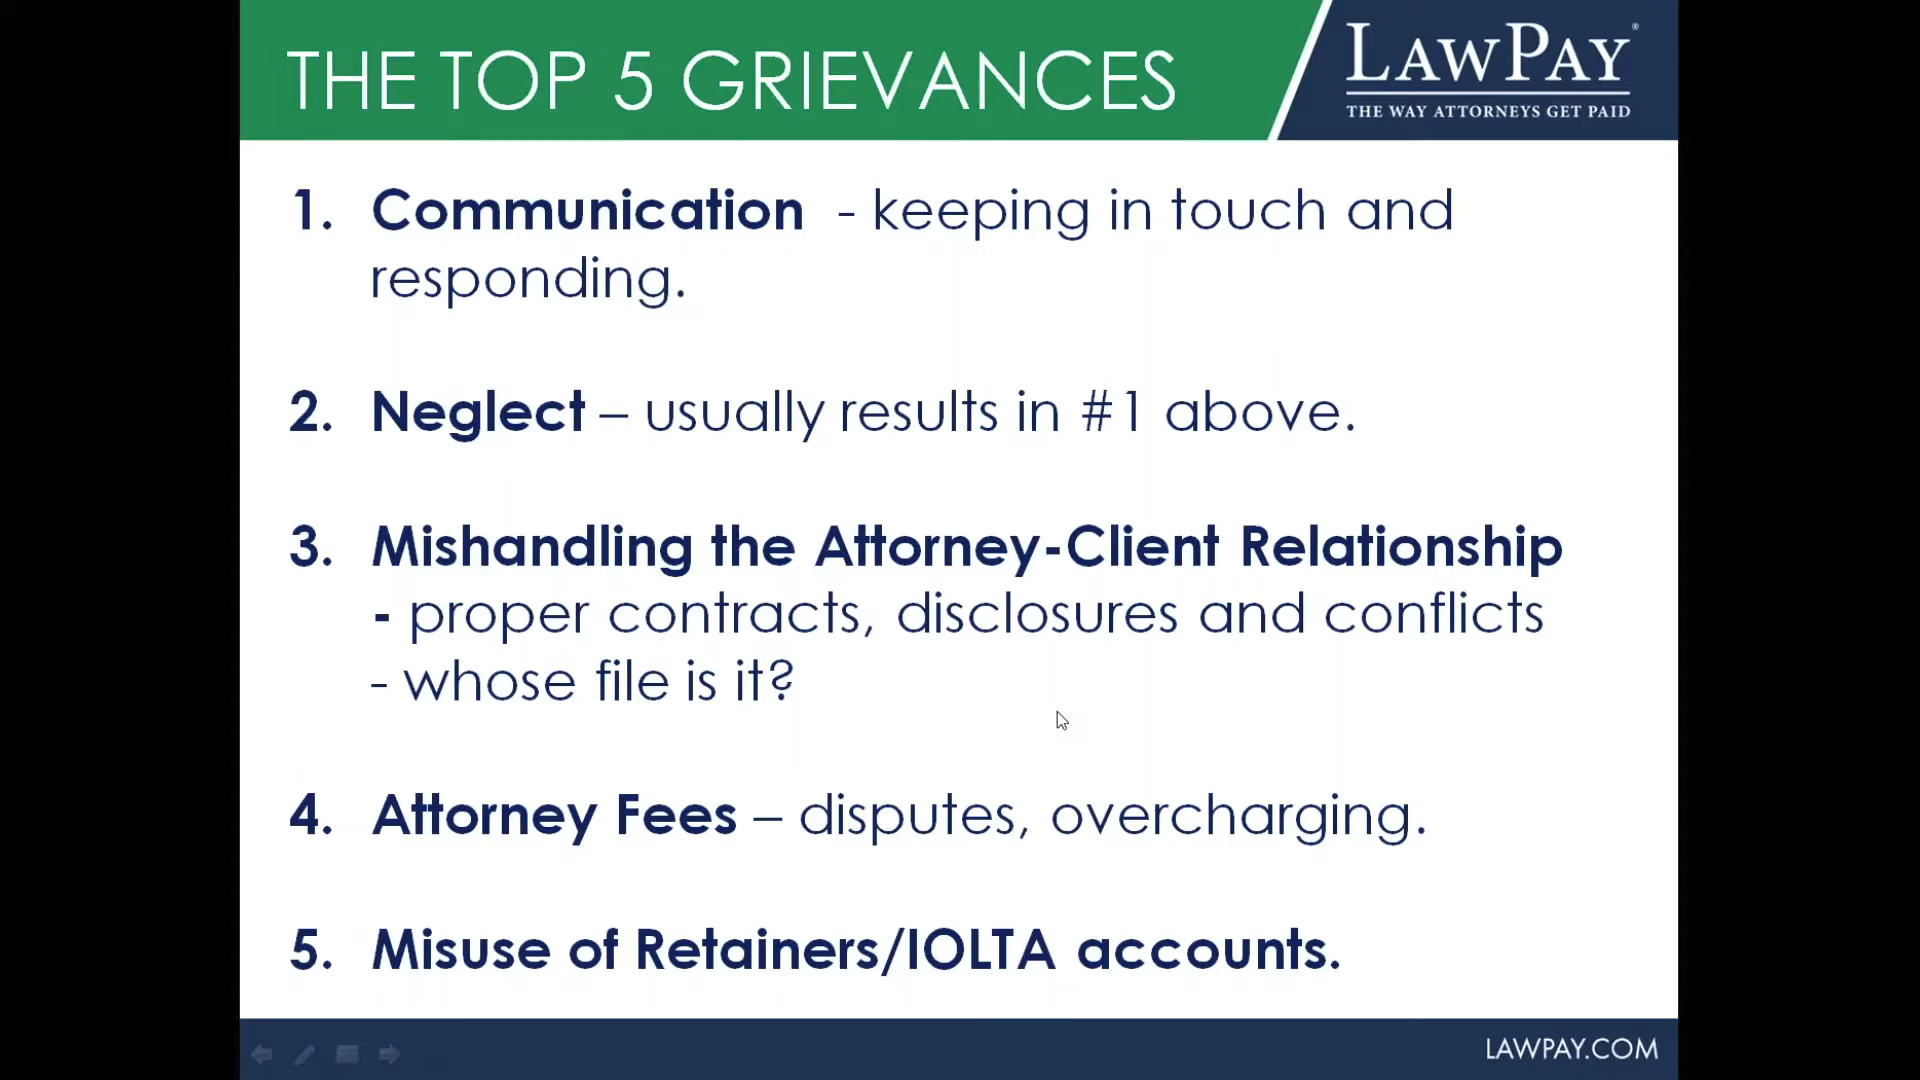 THE TOP 5 GRIEVANCES
LAWPAY®
THE WAY ATTORNEYS GET PAID
1. Communication - keeping in touch and
responding.
2. Neglect – usually results in #1 above.
3. Mishandling the Attorney-Client Relationship
- proper contracts, disclosures and conflicts
- whose file is it?
4. Attorney Fees – disputes, overcharging.
5. Misuse of Retainers/IOLTA accounts.
LAWPAY.COM